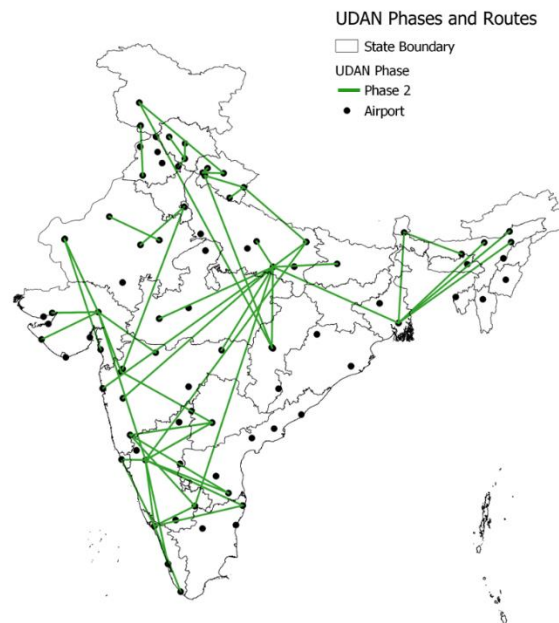 UDAN Phases and Routes
State Boundary
UDAN Phase
Phase 2
Airport